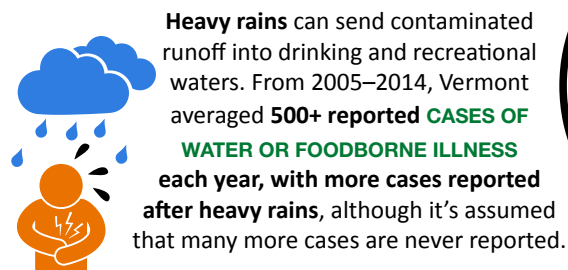 Heavy rains can send contaminated
runoff into drinking and recreational
waters. From 2005–2014, Vermont
averaged 500+ reported CASES OF
WATER OR FOODBORNE ILLNESS
each year, with more cases reported
after heavy rains, although it’s assumed
that many more cases are never reported.